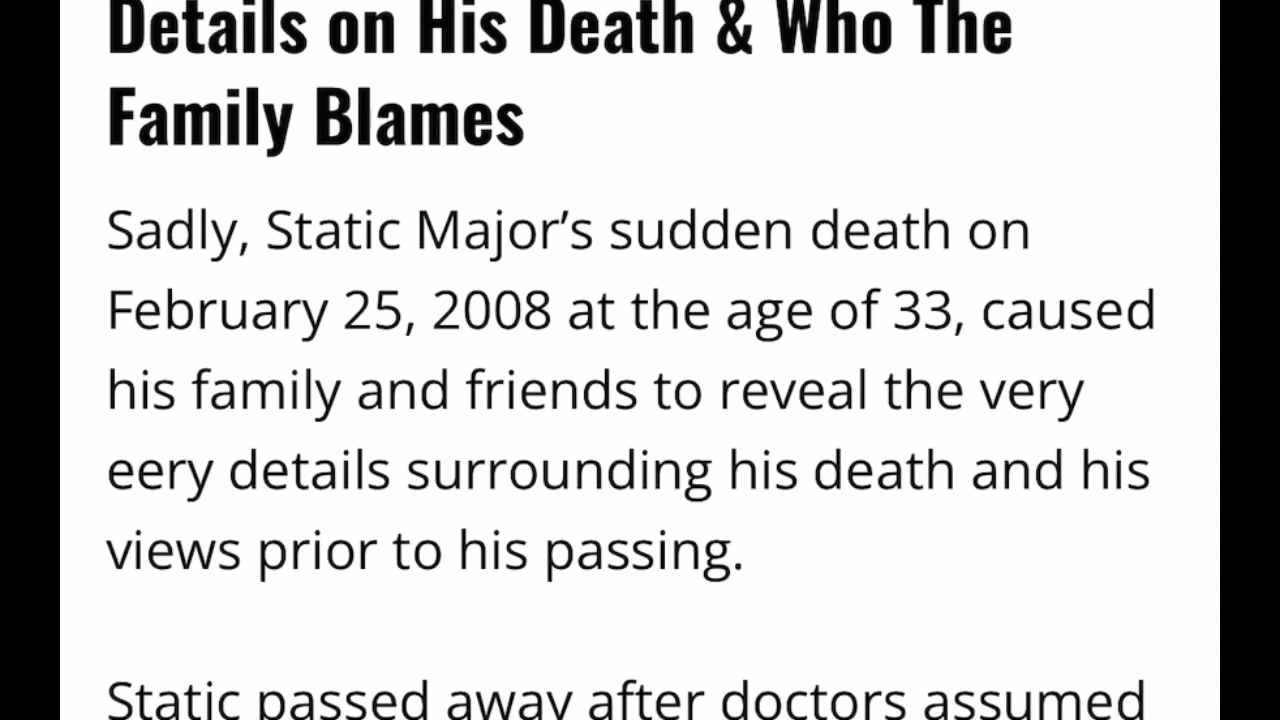 Details on His Death & Who The
Family Blames
Sadly, Static Major’s sudden death on
February 25, 2008 at the age of 33, caused
his family and friends to reveal the very
eery details surrounding his death and his
views prior to his passing.
Static passed away after doctors assumed